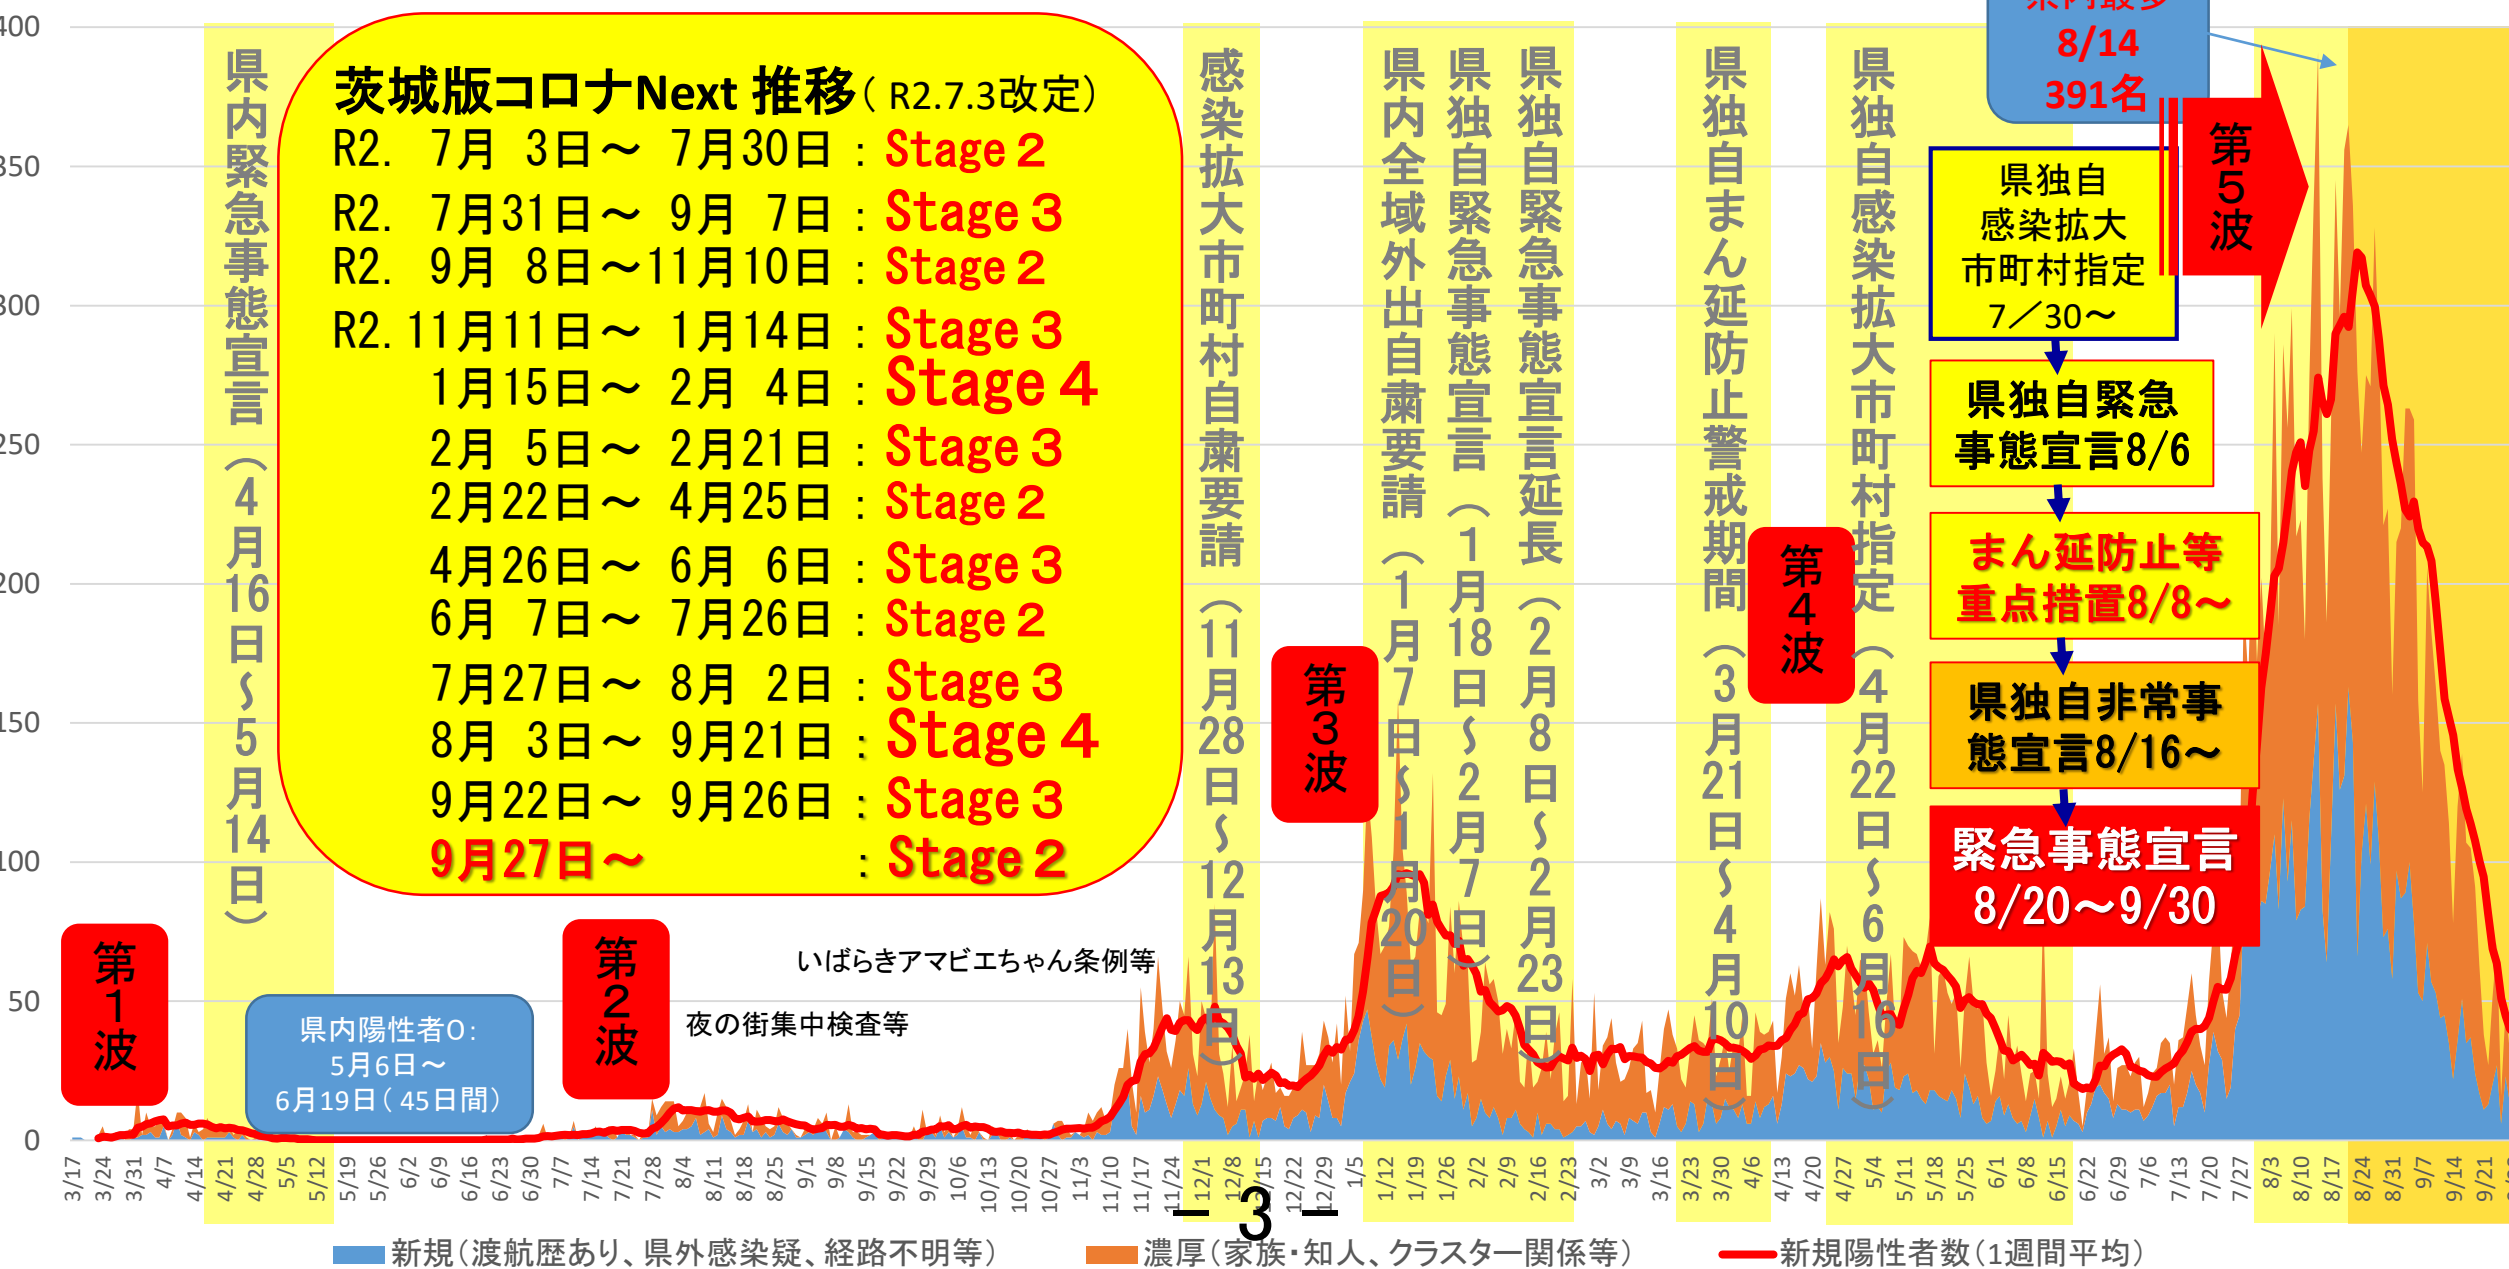 400
350
300
250
200
150
100
50
0
県内緊急事態宣言（４月16日～５月14日）
茨城版コロナNext 推移（ R2.7.3改定）
R2. 7月 3日～ 7月30日 : Stage２
R2. 7月31日～ 9月 7日 : Stage３
R2. 9月 8日～11月10日 : Stage２
R2. 11月11日～ 1月14日 : Stage３
1月15日～ 2月 4日 : Stage４
2月 5日～ 2月21日 : Stage３
2月22日～ 4月25日 : Stage２
4月26日～ 6月 6日 : Stage３
6月 7日～ 7月26日 : Stage２
7月27日～ 8月 2日 : Stage３
8月 3日～ 9月21日 : Stage４
9月22日～ 9月26日 : Stage３
9月27日～ : Stage２
感染拡大市町村自粛要請（11月28日～12月13日）
県内全域外出自粛要請（１月７日～１月20日）
県独自緊急事態宣言（１月18日～２月７日）
県独自緊急事態宣言延長（２月８日～２月23日）
県独自まん延防止警戒期間（３月21日～４月10日）
県独自感染拡大市町村指定（４月22日～６月16日）
県内最多
8/14
391名
第５波
県独自
感染拡大
市町村指定
7／30～
県独自緊急
事態宣言8/6
まん延防止等
重点措置8/8～
県独自非常事
態宣言8/16～
緊急事態宣言
8/20～9/30
第１波
県内陽性者0:
5月6日～
6月19日（ 45日間）
第２波
いばらきアマビエちゃん条例等
夜の街集中検査等
第３波
第４波
3/17 3/24 3/31 4/7 4/14 4/21 4/28 5/5 5/12 5/19 5/26 6/2 6/9 6/16 6/23 6/30 7/7 7/14 7/21 7/28 8/4 8/11 8/18 8/25 9/1 9/8 9/15 9/22 9/29 10/6 10/13 10/20 10/27 11/3 11/10 11/17 11/24 12/1 12/8 12/15 12/22 12/29 1/5 1/12 1/19 1/26 2/2 2/9 2/16 2/23 3/2 3/9 3/16 3/23 3/30 4/6 4/13 4/20 4/27 5/4 5/11 5/18 5/25 6/1 6/8 6/15 6/22 6/29 7/6 7/13 7/20 7/27 8/3 8/10 8/17 8/24 8/31 9/7 9/14 9/21
－ 3 －
新規（渡航歴あり、県外感染疑、経路不明等）
濃厚（家族・知人、クラスター関係等）
新規陽性者数（1週間平均）